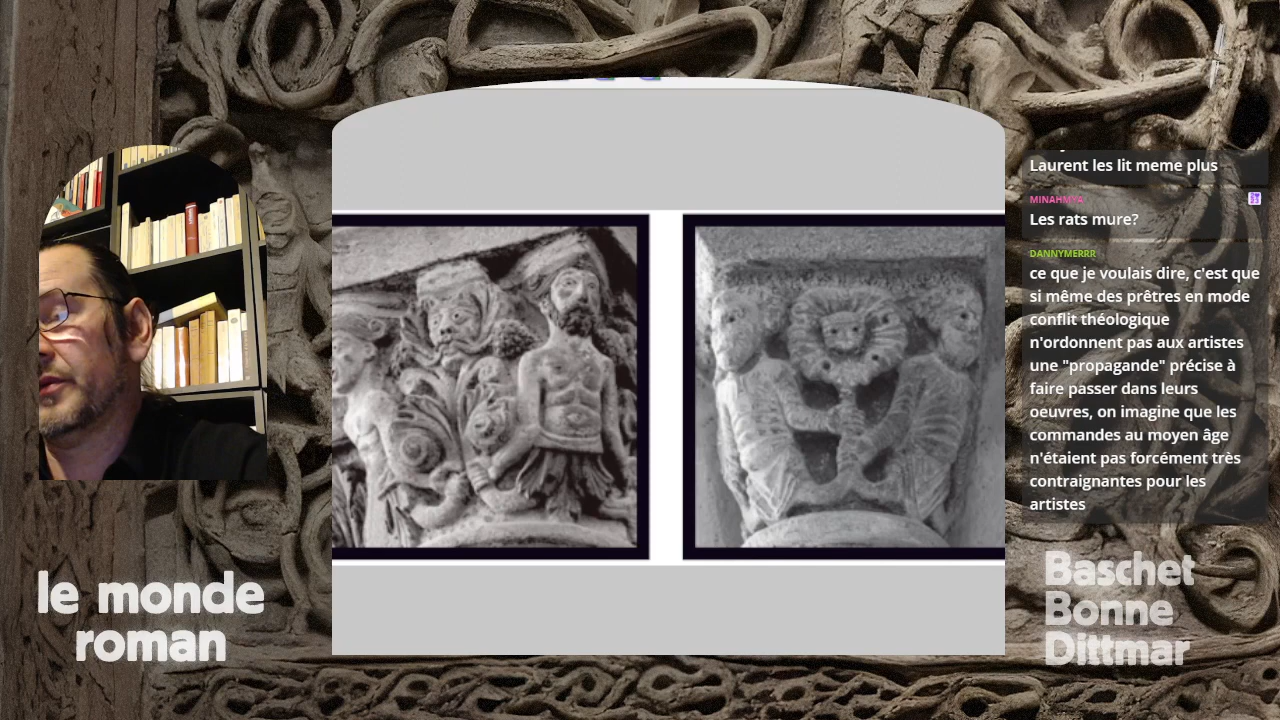 Laurent les lit meme plus
MINAHMYA
Les rats mure?
DANNYMERRR
ce que je voulais dire, c'est que
si même des prêtres en mode
conflit théologique
n'ordonnent pas aux artistes
une "propagande" précise à
faire passer dans leurs
oeuvres, on imagine que les
commandes au moyen âge
n'étaient pas forcément très
contraignantes pour les
artistes
le monde
roman
Baschet
Bonne
Dittmar